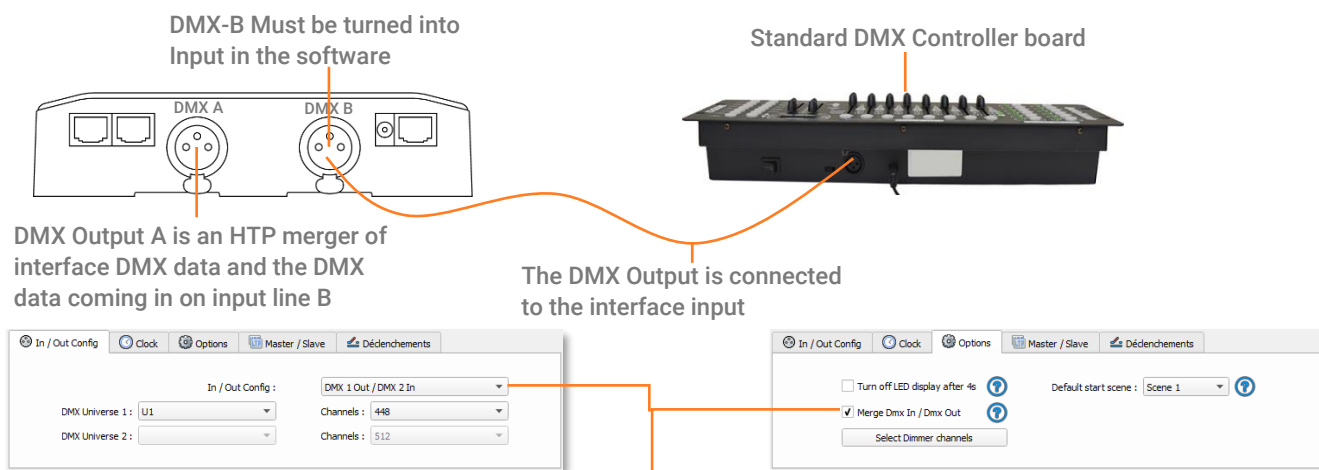 DMX-B Must be turned into
Input in the software
Standard DMX Controller board
DMX A
DMX B
DMX Output A is an HTP merger of
interface DMX data and the DMX
data coming in on input line B
The DMX Output is connected
to the interface input
In / Out Config Clock Options Master / Slave Dédenchements
In / Out Config : DMX 1 Out / DMX 2 In
DMX Universe 1 : U1 Channels : 448
DMX Universe 2 : Channels : 512
In / Out Config Clock Options Master / Slave Dédenchements
Turn off LED display after 4s ? Default start scene : Scene 1 ?
Merge Dmx In / Dmx Out ?
Select Dimmer channels